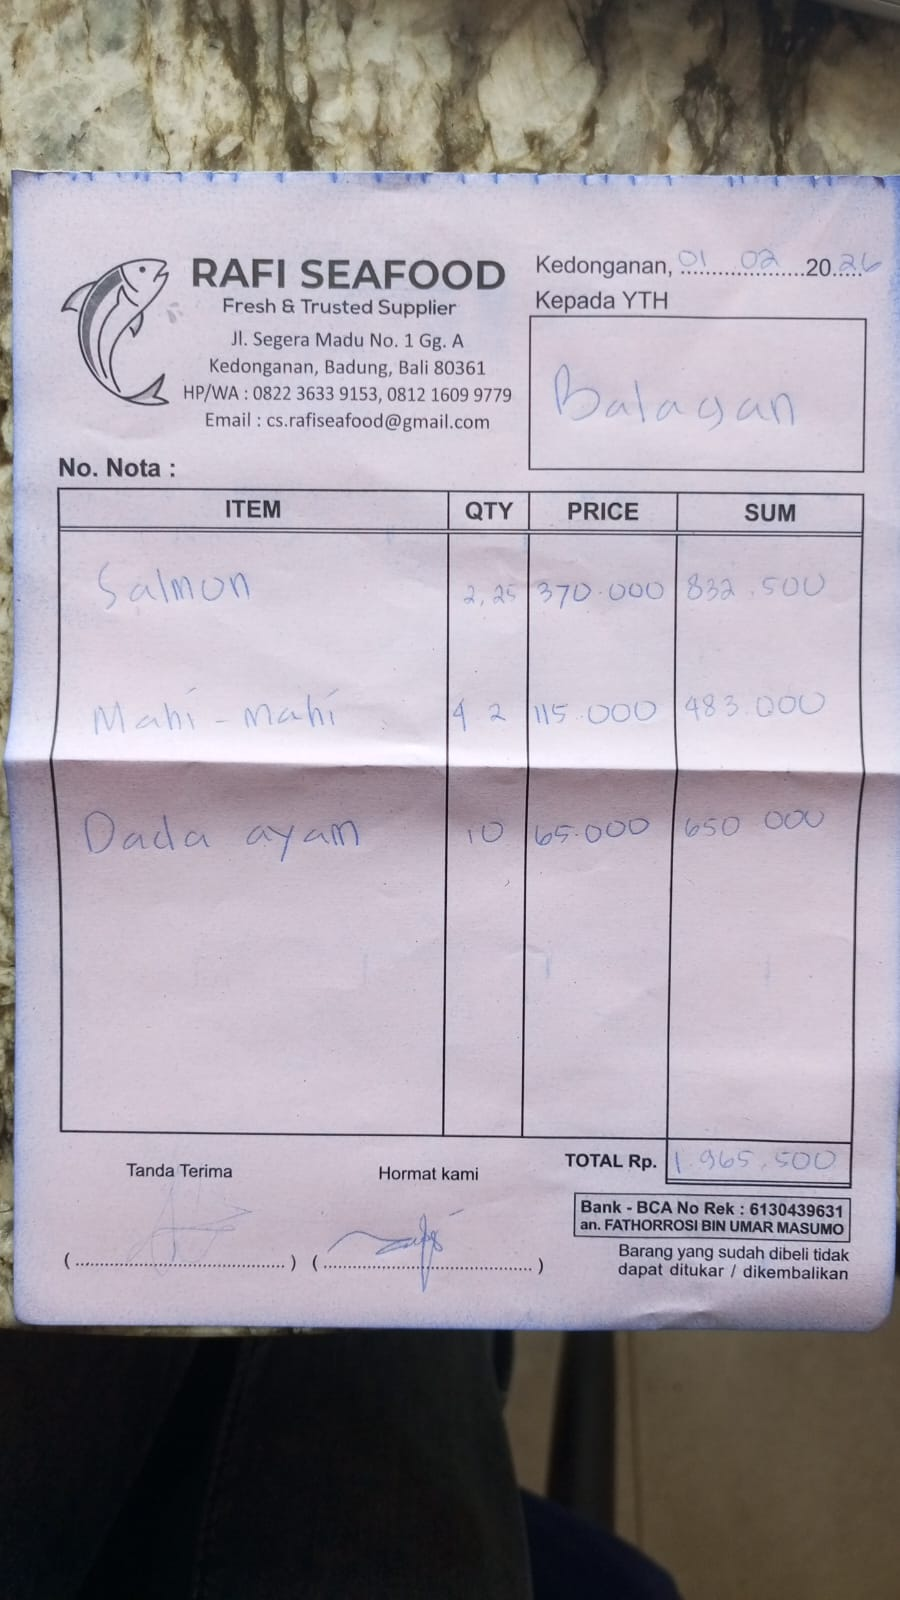 RAFI SEAFOOD
Fresh & Trusted Supplier
Jl. Segera Madu No. 1 Gg. A
Kedonganan, Badung, Bali 80361
HP/WA : 0822 3633 9153, 0812 1609 9779
Email : cs.rafiseafood@gmail.com
Kedonganan, 01 02 2026
Kepada YTH
Balagan
No. Nota :
ITEM QTY PRICE SUM
Salmon 2,25 370.000 832.500
Mahi-mahi 4 2 115.000 483.000
Dada ayam 10 65.000 650 000
TOTAL Rp. 1.965.500
Tanda Terima Hormat kami
Bank - BCA No Rek : 6130439631
an. FATHORROSI BIN UMAR MASUMO
Barang yang sudah dibeli tidak
dapat ditukar / dikembalikan
(....................................) (....................................)